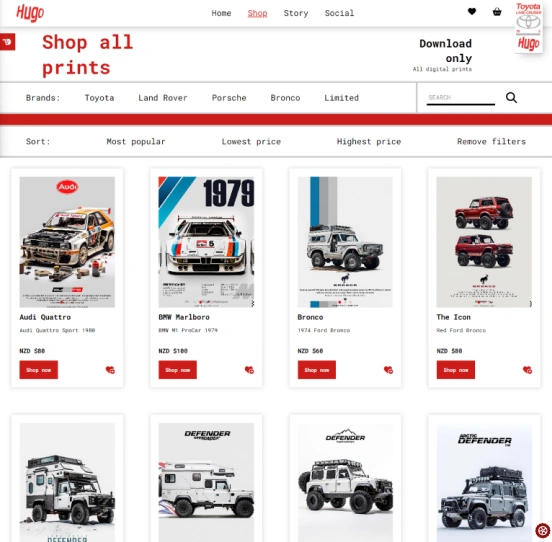 Hugo
Home Shop Story Social
Toyota
LAND CRUISER
Hugo
Shop all
prints
Download
only
All digital prints
Brands: Toyota Land Rover Porsche Bronco Limited
SEARCH
Sort: Most popular Lowest price Highest price Remove filters
Audi
1979
5
BRONCO
BRONCO
Audi Quattro
Audi Quattro Sport 1980
NZD $80
Shop now
BMW Marlboro
BMW M1 ProCar 1979
NZD $100
Shop now
Bronco
1974 Ford Bronco
NZD $60
Shop now
The Icon
Red Ford Bronco
NZD $80
Shop now
DEFENDER
DEFENDER
DEFENDER
ARCTIC
DEFENDER